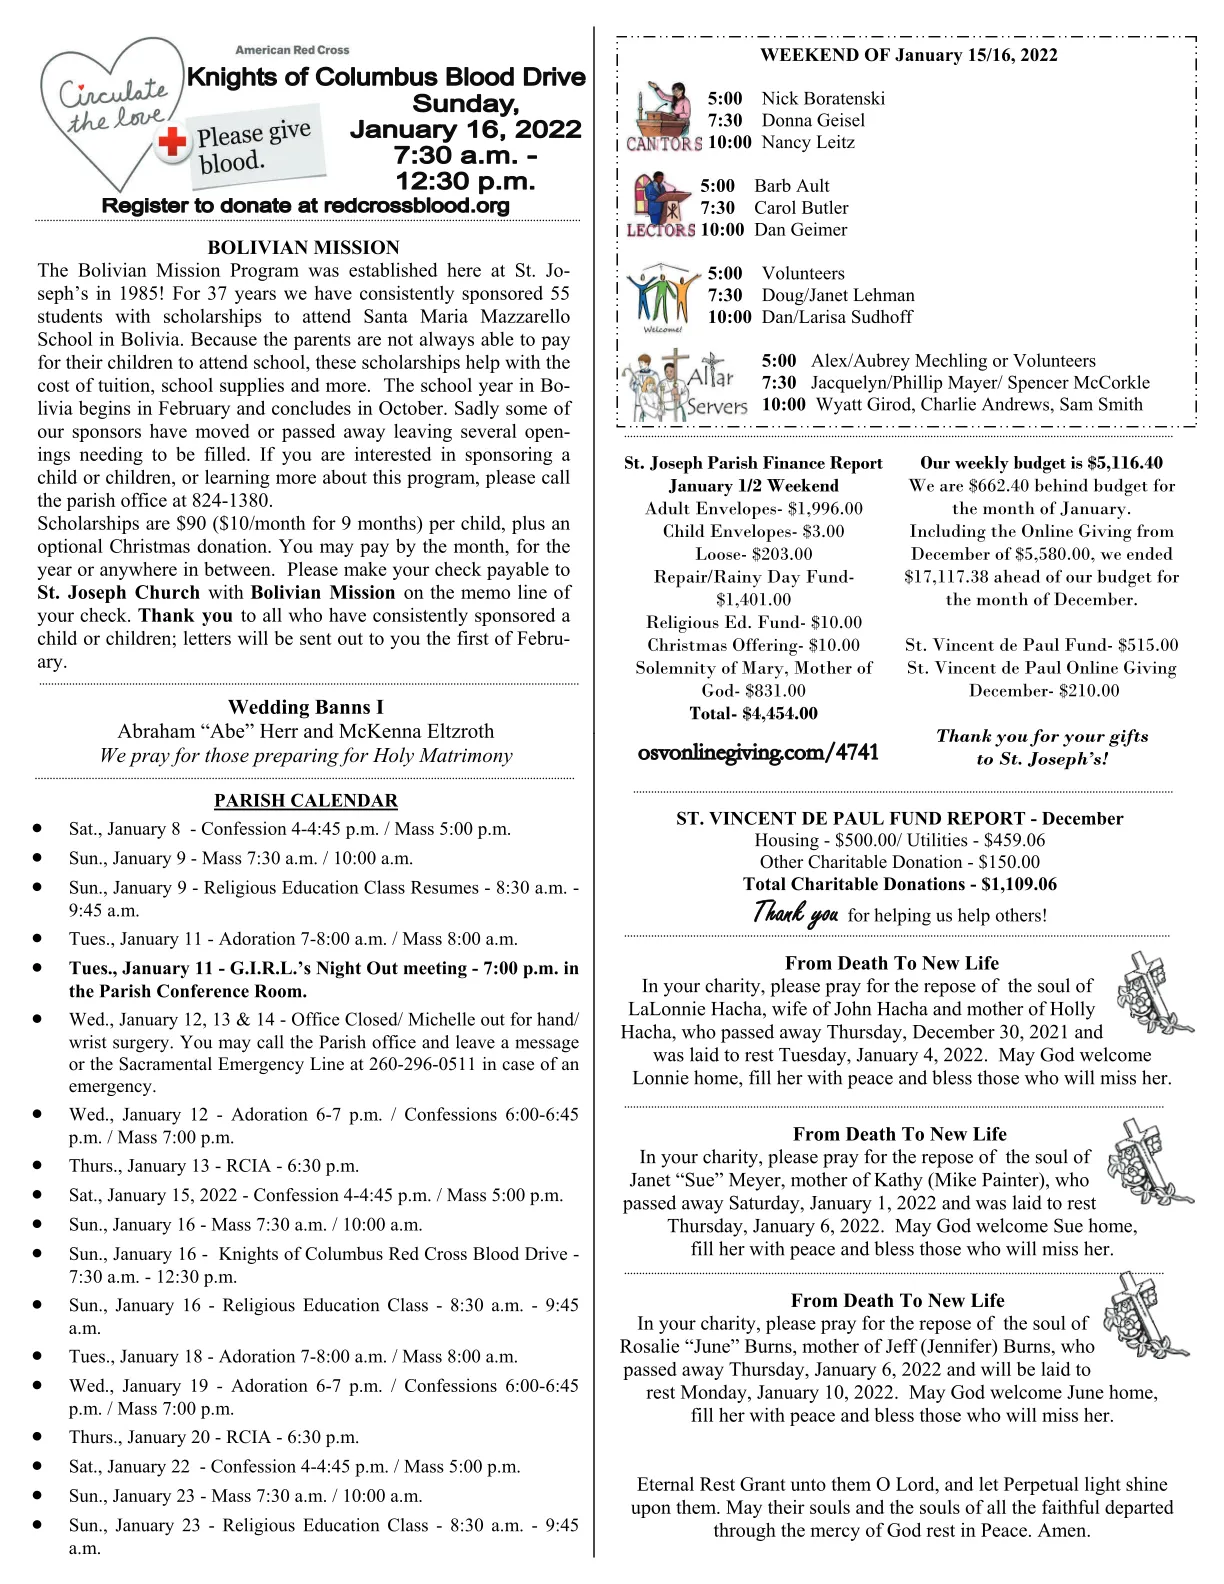 American Red Cross
Circulate
the love
Please give
blood.
Knights of Columbus Blood Drive
Sunday,
January 16, 2022
7:30 a.m. -
12:30 p.m.
Register to donate at redcrossblood.org
BOLIVIAN MISSION
The Bolivian Mission Program was established here at St. Jo-
seph’s in 1985! For 37 years we have consistently sponsored 55
students with scholarships to attend Santa Maria Mazzarello
School in Bolivia. Because the parents are not always able to pay
for their children to attend school, these scholarships help with the
cost of tuition, school supplies and more. The school year in Bo-
livia begins in February and concludes in October. Sadly some of
our sponsors have moved or passed away leaving several open-
ings needing to be filled. If you are interested in sponsoring a
child or children, or learning more about this program, please call
the parish office at 824-1380.
Scholarships are $90 ($10/month for 9 months) per child, plus an
optional Christmas donation. You may pay by the month, for the
year or anywhere in between. Please make your check payable to
St. Joseph Church with Bolivian Mission on the memo line of
your check. Thank you to all who have consistently sponsored a
child or children; letters will be sent out to you the first of Febru-
ary.
Wedding Banns I
Abraham “Abe” Herr and McKenna Eltzroth
We pray for those preparing for Holy Matrimony
PARISH CALENDAR
• Sat., January 8 - Confession 4-4:45 p.m. / Mass 5:00 p.m.
• Sun., January 9 - Mass 7:30 a.m. / 10:00 a.m.
• Sun., January 9 - Religious Education Class Resumes - 8:30 a.m. -
9:45 a.m.
• Tues., January 11 - Adoration 7-8:00 a.m. / Mass 8:00 a.m.
• Tues., January 11 - G.I.R.L.’s Night Out meeting - 7:00 p.m. in
the Parish Conference Room.
• Wed., January 12, 13 & 14 - Office Closed/ Michelle out for hand/
wrist surgery. You may call the Parish office and leave a message
or the Sacramental Emergency Line at 260-296-0511 in case of an
emergency.
• Wed., January 12 - Adoration 6-7 p.m. / Confessions 6:00-6:45
p.m. / Mass 7:00 p.m.
• Thurs., January 13 - RCIA - 6:30 p.m.
• Sat., January 15, 2022 - Confession 4-4:45 p.m. / Mass 5:00 p.m.
• Sun., January 16 - Mass 7:30 a.m. / 10:00 a.m.
• Sun., January 16 - Knights of Columbus Red Cross Blood Drive -
7:30 a.m. - 12:30 p.m.
• Sun., January 16 - Religious Education Class - 8:30 a.m. - 9:45
a.m.
• Tues., January 18 - Adoration 7-8:00 a.m. / Mass 8:00 a.m.
• Wed., January 19 - Adoration 6-7 p.m. / Confessions 6:00-6:45
p.m. / Mass 7:00 p.m.
• Thurs., January 20 - RCIA - 6:30 p.m.
• Sat., January 22 - Confession 4-4:45 p.m. / Mass 5:00 p.m.
• Sun., January 23 - Mass 7:30 a.m. / 10:00 a.m.
• Sun., January 23 - Religious Education Class - 8:30 a.m. - 9:45
a.m.
WEEKEND OF January 15/16, 2022
CANTORS
5:00 Nick Boratenski
7:30 Donna Geisel
10:00 Nancy Leitz
LECTORS
5:00 Barb Ault
7:30 Carol Butler
10:00 Dan Geimer
Welcome!
5:00 Volunteers
7:30 Doug/Janet Lehman
10:00 Dan/Larisa Sudhoff
Altar
Servers
5:00 Alex/Aubrey Mechling or Volunteers
7:30 Jacquelyn/Phillip Mayer/ Spencer McCorkle
10:00 Wyatt Girod, Charlie Andrews, Sam Smith
St. Joseph Parish Finance Report
January 1/2 Weekend
Adult Envelopes- $1,996.00
Child Envelopes- $3.00
Loose- $203.00
Repair/Rainy Day Fund-
$1,401.00
Religious Ed. Fund- $10.00
Christmas Offering- $10.00
Solemnity of Mary, Mother of
God- $831.00
Total- $4,454.00
osvonlinegiving.com/4741
Our weekly budget is $5,116.40
We are $662.40 behind budget for
the month of January.
Including the Online Giving from
December of $5,580.00, we ended
$17,117.38 ahead of our budget for
the month of December.
St. Vincent de Paul Fund- $515.00
St. Vincent de Paul Online Giving
December- $210.00
Thank you for your gifts
to St. Joseph’s!
ST. VINCENT DE PAUL FUND REPORT - December
Housing - $500.00/ Utilities - $459.06
Other Charitable Donation - $150.00
Total Charitable Donations - $1,109.06
Thank you for helping us help others!
From Death To New Life
In your charity, please pray for the repose of the soul of
LaLonnie Hacha, wife of John Hacha and mother of Holly
Hacha, who passed away Thursday, December 30, 2021 and
was laid to rest Tuesday, January 4, 2022. May God welcome
Lonnie home, fill her with peace and bless those who will miss her.
From Death To New Life
In your charity, please pray for the repose of the soul of
Janet “Sue” Meyer, mother of Kathy (Mike Painter), who
passed away Saturday, January 1, 2022 and was laid to rest
Thursday, January 6, 2022. May God welcome Sue home,
fill her with peace and bless those who will miss her.
From Death To New Life
In your charity, please pray for the repose of the soul of
Rosalie “June” Burns, mother of Jeff (Jennifer) Burns, who
passed away Thursday, January 6, 2022 and will be laid to
rest Monday, January 10, 2022. May God welcome June home,
fill her with peace and bless those who will miss her.
Eternal Rest Grant unto them O Lord, and let Perpetual light shine
upon them. May their souls and the souls of all the faithful departed
through the mercy of God rest in Peace. Amen.